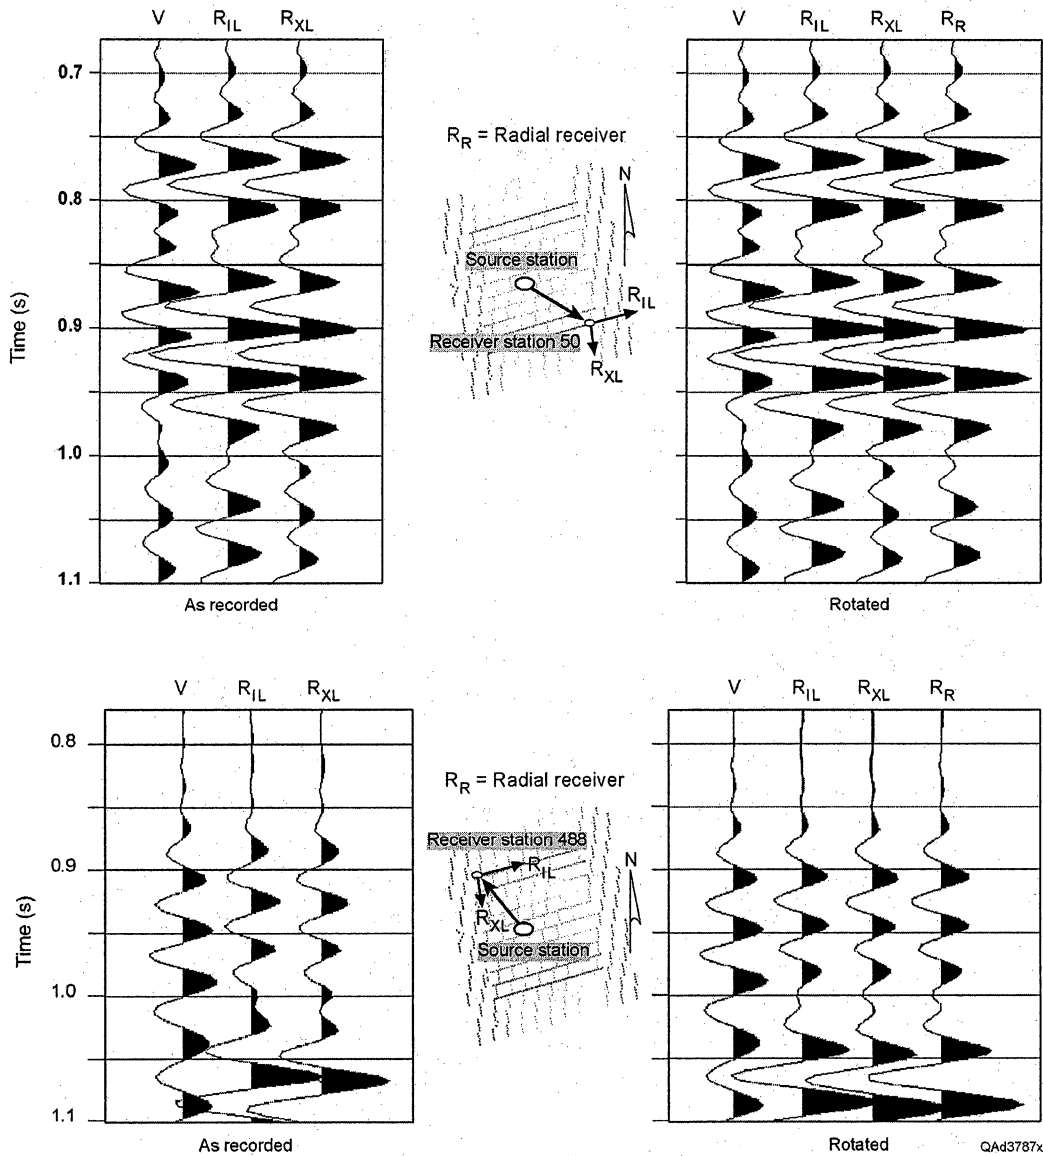 V R_IL R_XL
V R_IL R_XL R_R
0.7
0.8
0.9
1.0
1.1
Time (s)
R_R = Radial receiver
N
Source station
R_IL
Receiver station 50
R_XL
As recorded
Rotated
V R_IL R_XL
V R_IL R_XL R_R
0.8
0.9
1.0
1.1
Time (s)
R_R = Radial receiver
Receiver station 488
N
R_IL
R_XL
Source station
As recorded
Rotated
QAd3787x